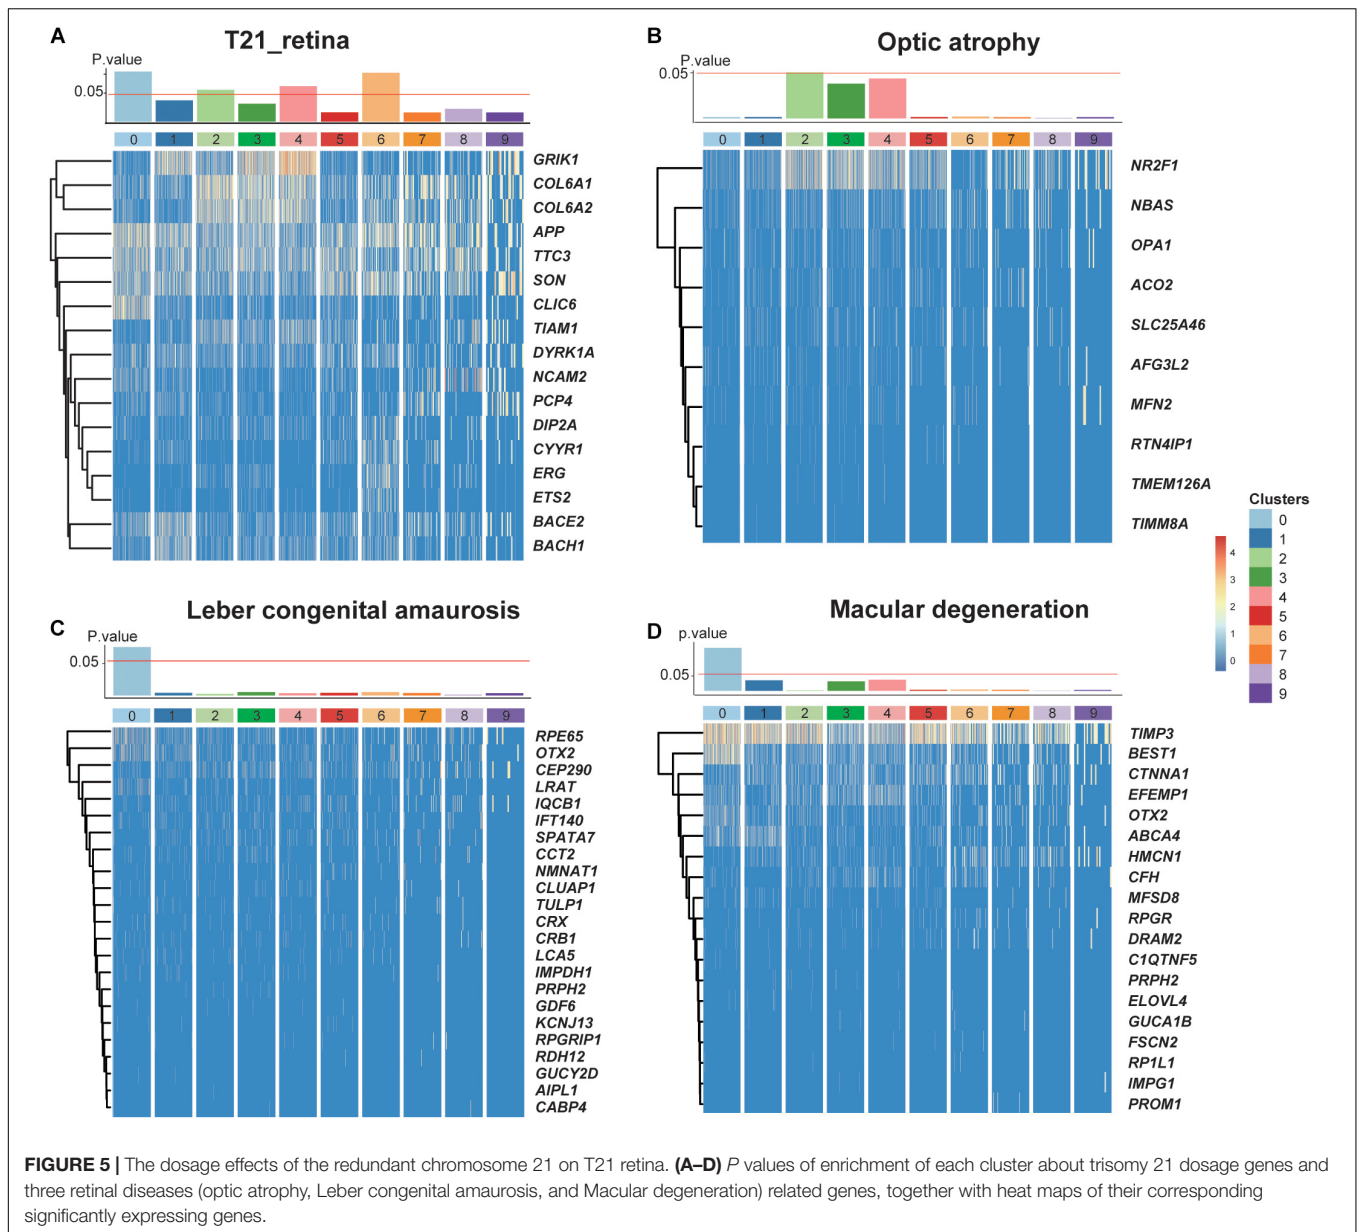 A
T21_retina
P.value
0.05
0 1 2 3 4 5 6 7 8 9
GRIK1
COL6A1
COL6A2
APP
TTC3
SON
CLIC6
TIAM1
DYRK1A
NCAM2
PCP4
DIP2A
CYYR1
ERG
ETS2
BACE2
BACH1
B
Optic atrophy
P.value
0.05
0 1 2 3 4 5 6 7 8 9
NR2F1
NBAS
OPA1
ACO2
SLC25A46
AFG3L2
MFN2
RTN4IP1
TMEM126A
TIMM8A
4
3
2
1
0
Clusters
0
1
2
3
4
5
6
7
8
9
C
Leber congenital amaurosis
P.value
0.05
0 1 2 3 4 5 6 7 8 9
RPE65
OTX2
CEP290
LRAT
IQCB1
IFT140
SPATA7
CCT2
NMNAT1
CLUAP1
TULP1
CRX
CRB1
LCA5
IMPDH1
PRPH2
GDF6
KCNJ13
RPGRIP1
RDH12
GUCY2D
AIPL1
CABP4
D
Macular degeneration
p.value
0.05
0 1 2 3 4 5 6 7 8 9
TIMP3
BEST1
CTNNA1
EFEMP1
OTX2
ABCA4
HMCN1
CFH
MFSD8
RPGR
DRAM2
C1QTNF5
PRPH2
ELOVL4
GUCA1B
FSCN2
RP1L1
IMPG1
PROM1
FIGURE 5 | The dosage effects of the redundant chromosome 21 on T21 retina. (A–D) P values of enrichment of each cluster about trisomy 21 dosage genes and
three retinal diseases (optic atrophy, Leber congenital amaurosis, and Macular degeneration) related genes, together with heat maps of their corresponding
significantly expressing genes.